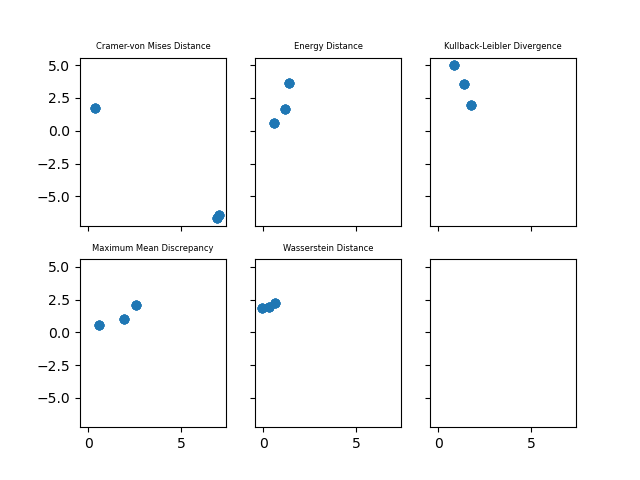 Cramer-von Mises Distance
Energy Distance
Kullback-Leibler Divergence
5.0
2.5
0.0
−2.5
−5.0
Maximum Mean Discrepancy
Wasserstein Distance
5.0
2.5
0.0
−2.5
−5.0
0 5
0 5
0 5